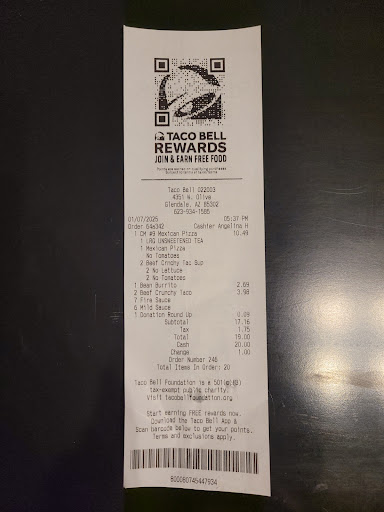 TACO BELL
REWARDS
JOIN & EARN FREE FOOD
Taco Bell 022003
4351 W. Olive
Glendale, AZ 85302
623-934-1585
01/07/2025 05:37 PM
Order 64a342 Cashier Angelina H
1 CM #9 Mexican Pizza 10.49
1 LRG UNSWEETENED TEA
1 Mexican Pizza
No Tomatoes
2 Beef Crnchy Tac Sup
2 No Lettuce
2 No Tomatoes
1 Bean Burrito 2.69
2 Beef Crunchy Taco 3.98
7 Fire Sauce
6 Mild Sauce
1 Donation Round Up 0.09
Subtotal 17.16
Tax 1.75
Total 19.00
Cash 20.00
Change 1.00
Order Number 246
Total Items In Order: 20
Taco Bell Foundation is a 501(c)(3)
tax-exempt public charity.
Visit tacobellfoundation.org
Start earning FREE rewards now.
Download the Taco Bell App &
Scan barcode below to get your points.
Terms and exclusions apply.
800080745447934